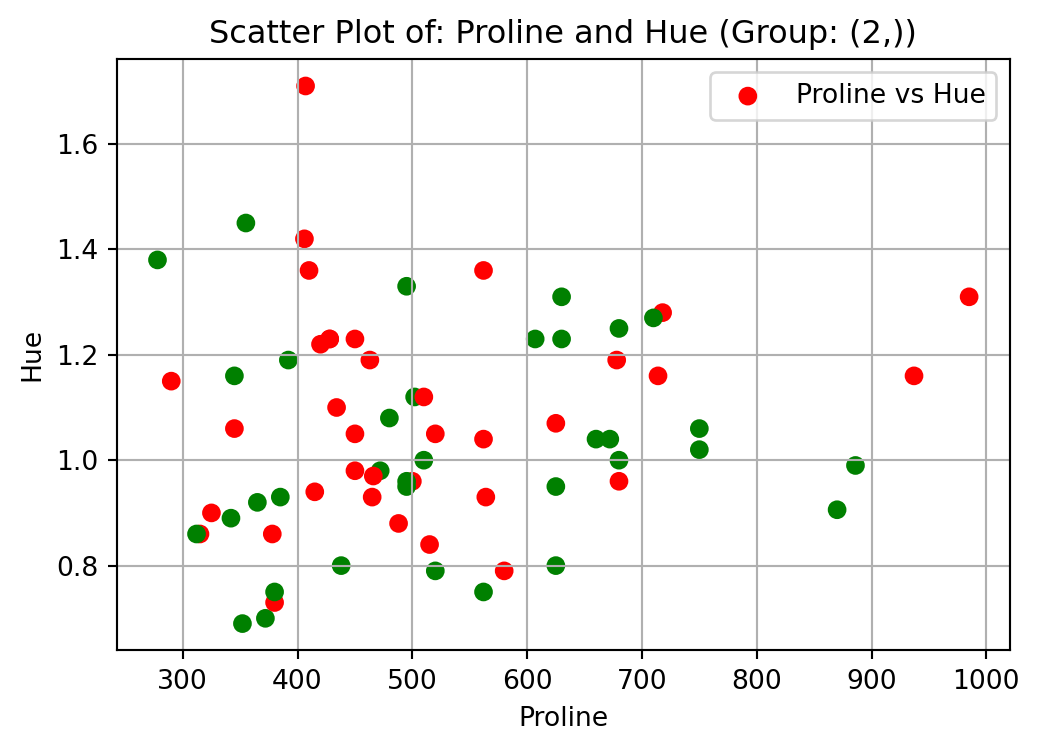 Scatter Plot of: Proline and Hue (Group: (2,))
Proline vs Hue
Hue
1.6
1.4
1.2
1.0
0.8
300 400 500 600 700 800 900 1000
Proline